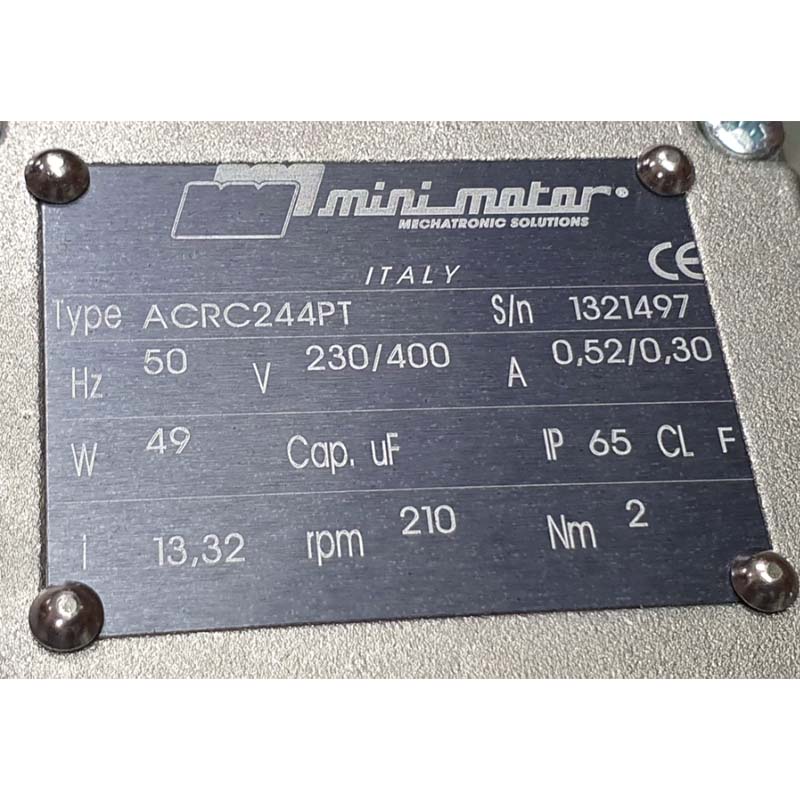 mini motor®
MECHATRONIC SOLUTIONS
ITALY CE
Type ACRC244PT S/n 1321497
Hz 50 V 230/400 A 0,52/0,30
W 49 Cap. uF IP 65 CL F
i 13,32 rpm 210 Nm 2